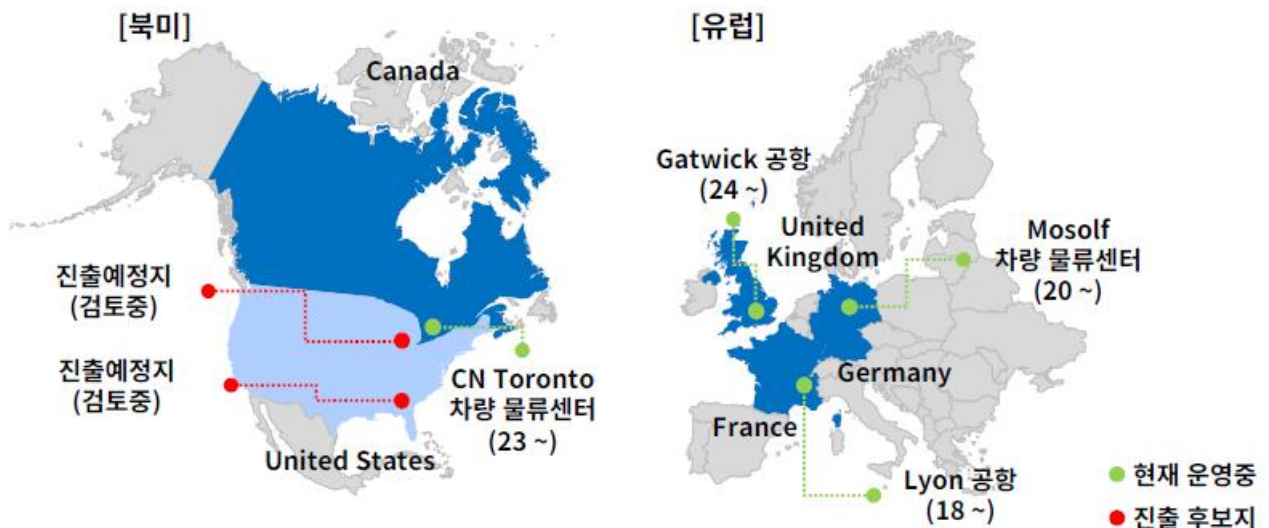 [북미]
Canada
진출예정지
(검토중)
진출예정지
(검토중)
CN Toronto
차량 물류센터
(23 ~)
United States
[유럽]
Gatwick 공항
(24 ~)
United
Kingdom
Mosolf
차량 물류센터
(20 ~)
Germany
France
Lyon 공항
(18 ~)
현재 운영중
진출 후보지